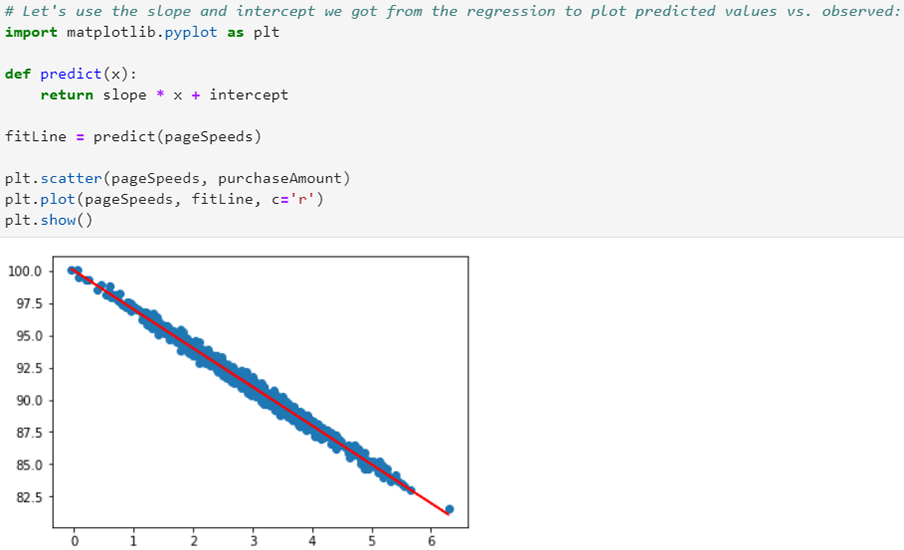 # Let's use the slope and intercept we got from the regression to plot predicted values vs. observed:
import matplotlib.pyplot as plt
def predict(x):
    return slope * x + intercept
fitLine = predict(pageSpeeds)
plt.scatter(pageSpeeds, purchaseAmount)
plt.plot(pageSpeeds, fitLine, c='r')
plt.show()
100.0
97.5
95.0
92.5
90.0
87.5
85.0
82.5
0 1 2 3 4 5 6